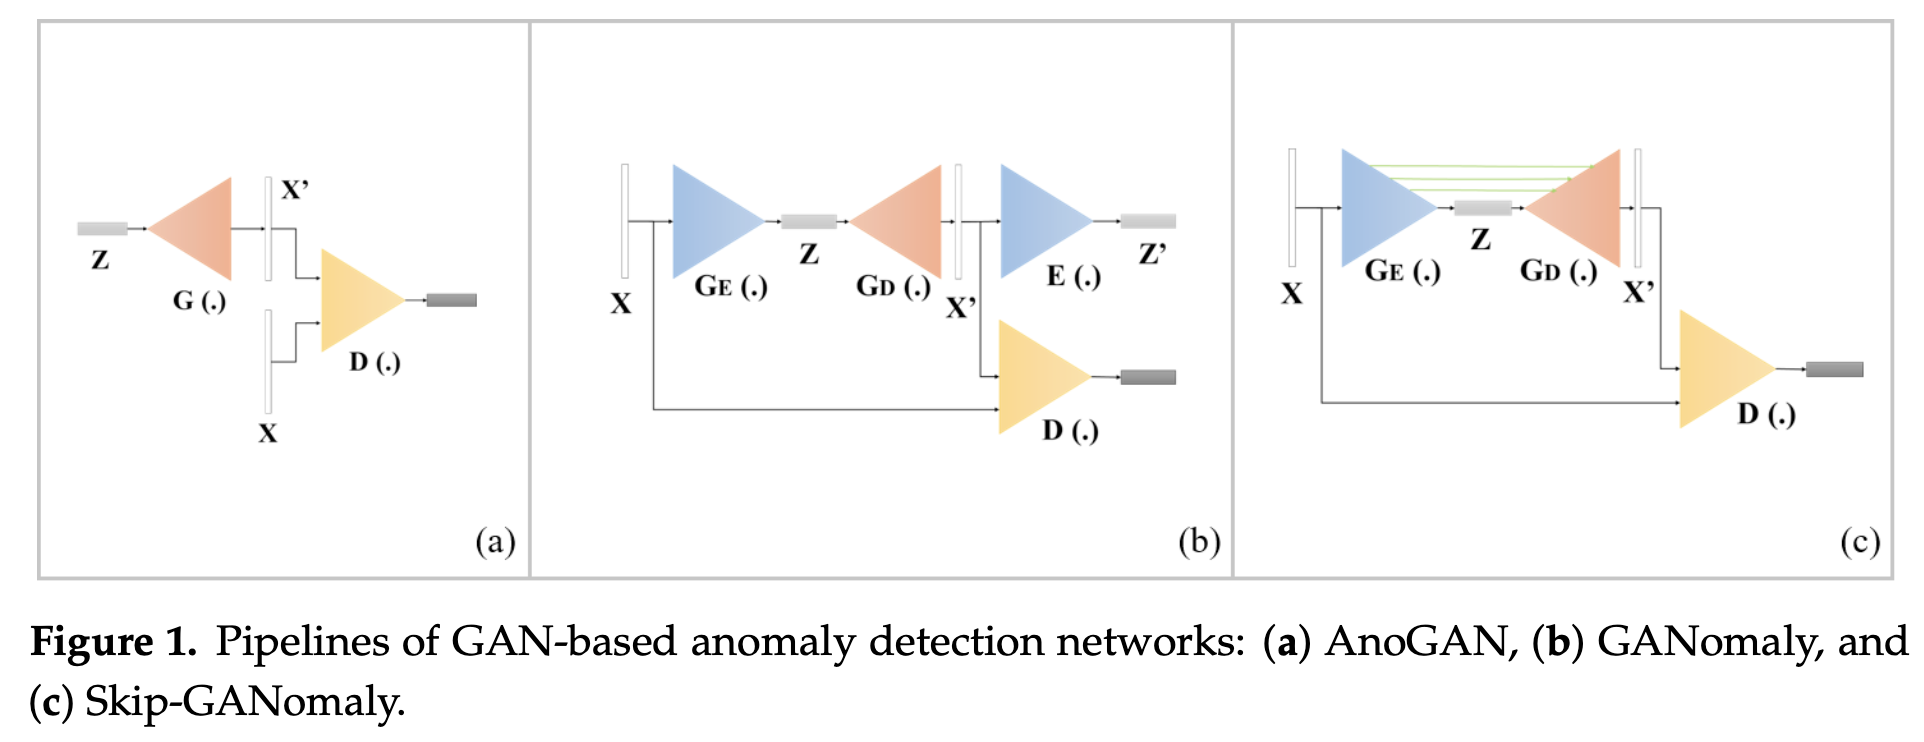 X’
Z
G (.)
D (.)
X
(a)
X
GE (.)
Z
GD (.)
X’
E (.)
Z’
D (.)
(b)
X
GE (.)
Z
GD (.)
X’
D (.)
(c)
Figure 1. Pipelines of GAN-based anomaly detection networks: (a) AnoGAN, (b) GANomaly, and
(c) Skip-GANomaly.